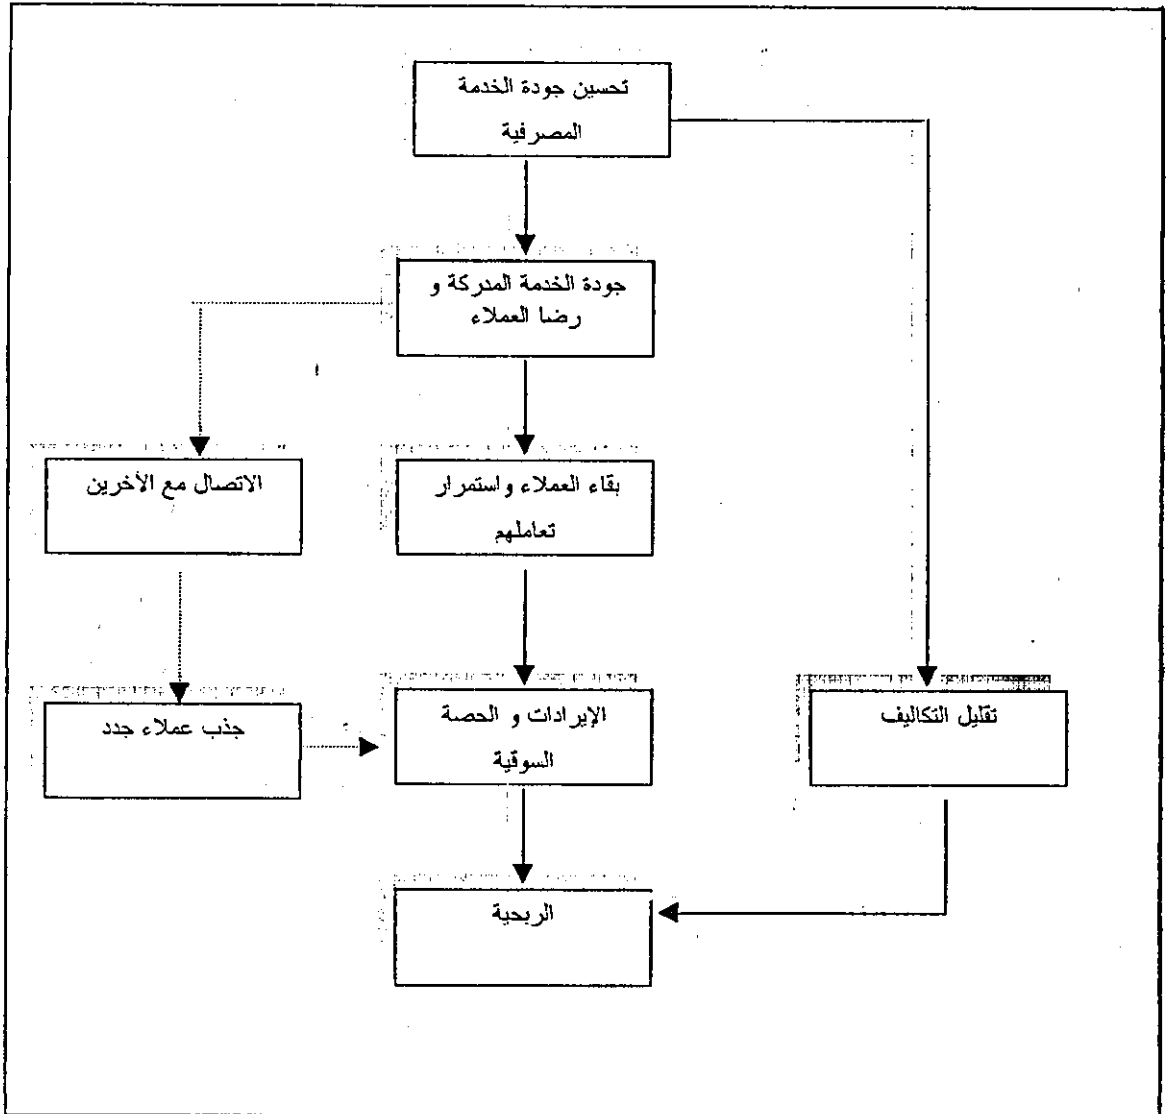 تحسين جودة الخدمة
المصرفية
جودة الخدمة المدركة و
رضا العملاء
بقاء العملاء واستمرار
تعاملهم
الاتصال مع الأخرين
الإيرادات و الحصة
السوقية
جذب عملاء جدد
تقليل التكاليف
الربحية